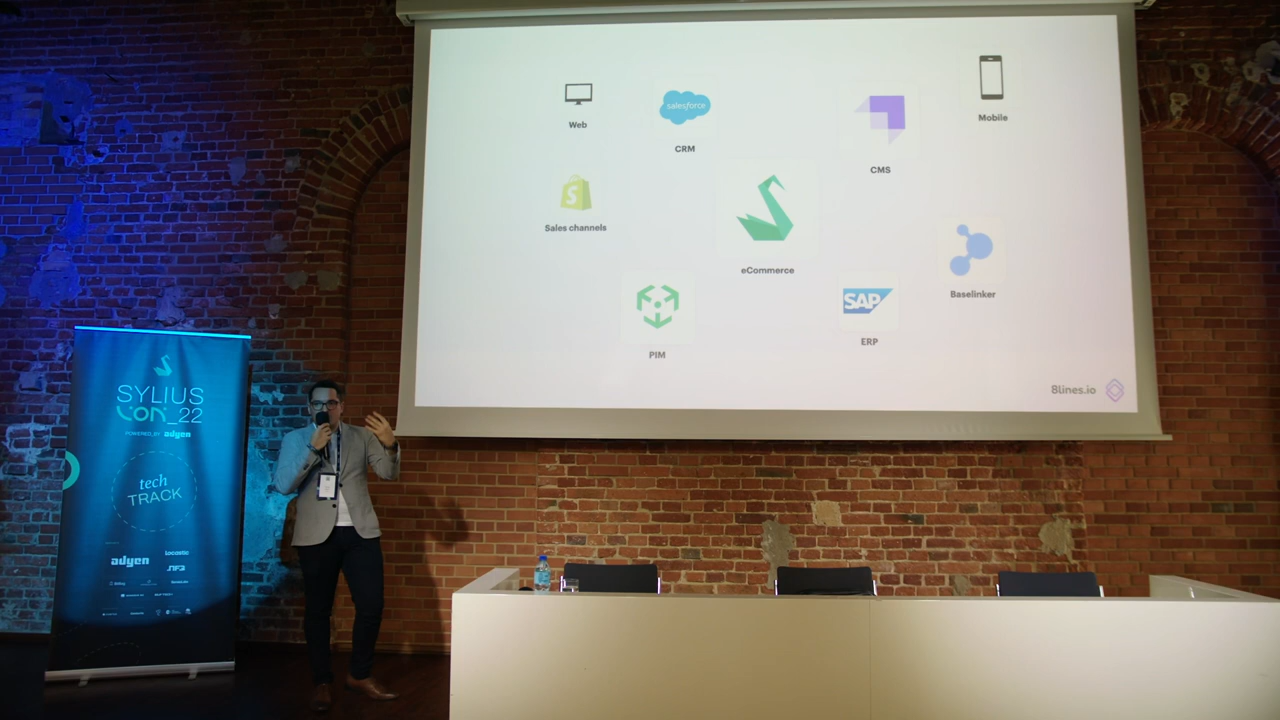 Web
salesforce
CRM
CMS
Mobile
S
Sales channels
eCommerce
Baselinker
PIM
SAP
ERP
8lines.io
SYLIUS
CON_22
POWERED BY adyen
tech
TRACK
adyen
locastic